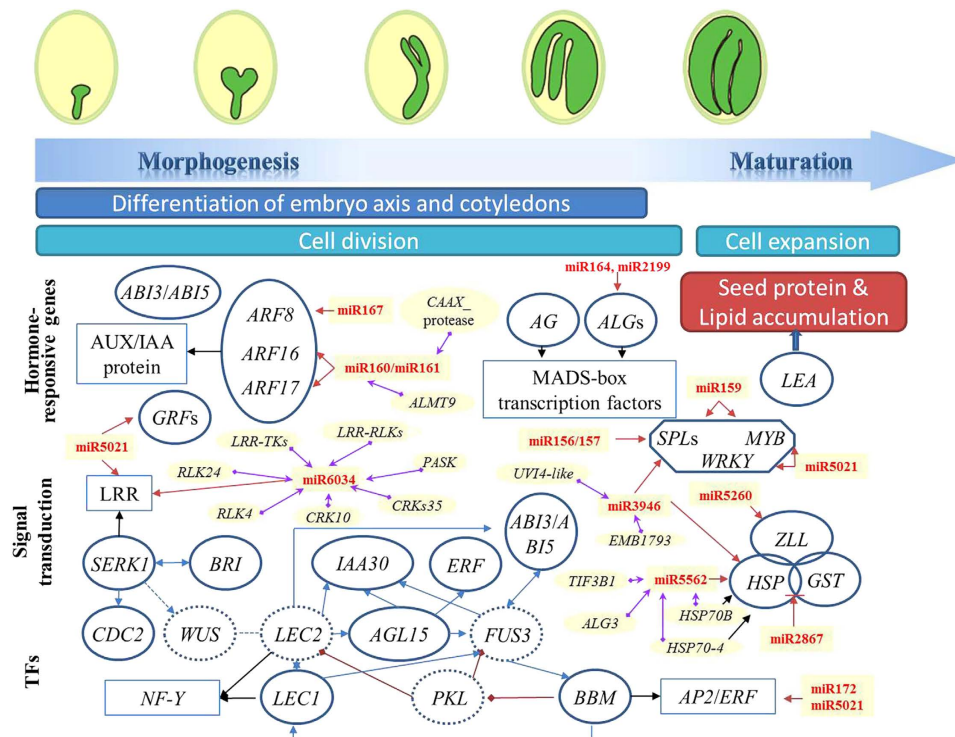 Morphogenesis
Maturation
Differentiation of embryo axis and cotyledons
Cell division
Cell expansion
Hormone-
responsive genes
ABI3/ABI5
AUX/IAA
protein
ARF8
ARF16
ARF17
miR167
CAAX_
protease
miR160/miR161
ALMT9
miR164, miR2199
AG
ALGs
MADS-box
transcription factors
Seed protein &
Lipid accumulation
LEA
GRFs
miR5021
LRR
LRR-TKs
LRR-RLKs
RLK24
miR6034
PASK
RLK4
CRK10
CRKs35
miR159
miR156/157
SPLs
MYB
WRKY
miR5021
UVI4-like
miR3946
EMB1793
miR5260
ZLL
HSP
GST
Signal
transduction
SERK1
BRI
IAA30
ERF
ABI3/A
BI5
TIF3B1
miR5562
ALG3
HSP70B
HSP70-4
miR2867
CDC2
WUS
LEC2
AGL15
FUS3
TFs
NF-Y
LEC1
PKL
BBM
AP2/ERF
miR172
miR5021